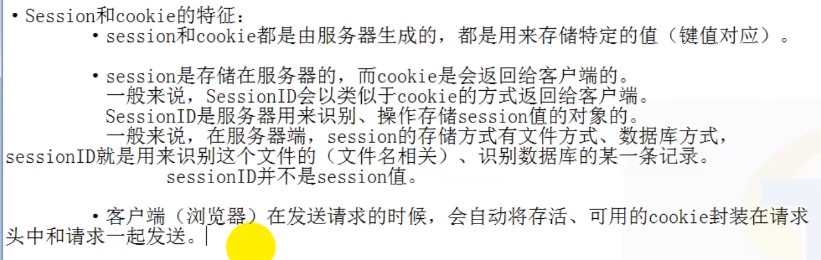 •Session和cookie的特征：
•session和cookie都是由服务器生成的，都是用来存储特定的值（键值对应）。
•session是存储在服务器的，而cookie是会返回给客户端的。
一般来说，SessionID会以类似于cookie的方式返回给客户端。
SessionID是服务器用来识别、操作存储session值的对象的。
一般来说，在服务器端，session的存储方式有文件方式、数据库方式，
sessionID就是用来识别这个文件的（文件名相关）、识别数据库的某一条记录。
sessionID并不是session值。
•客户端（浏览器）在发送请求的时候，会自动将存活、可用的cookie封装在请求
头中和请求一起发送。